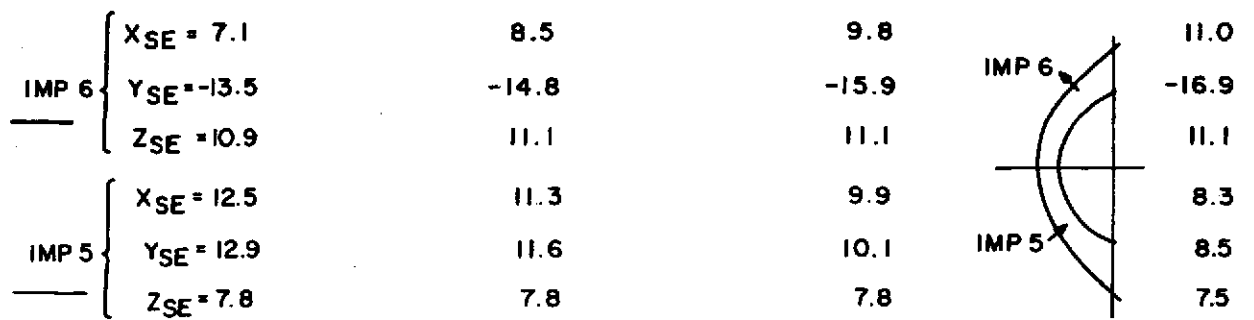 X_SE = 7.1 8.5 9.8 11.0
IMP 6 Y_SE = -13.5 -14.8 -15.9 IMP 6 -16.9
Z_SE = 10.9 11.1 11.1 11.1
X_SE = 12.5 11.3 9.9 8.3
IMP 5 Y_SE = 12.9 11.6 10.1 IMP 5 8.5
Z_SE = 7.8 7.8 7.8 7.5